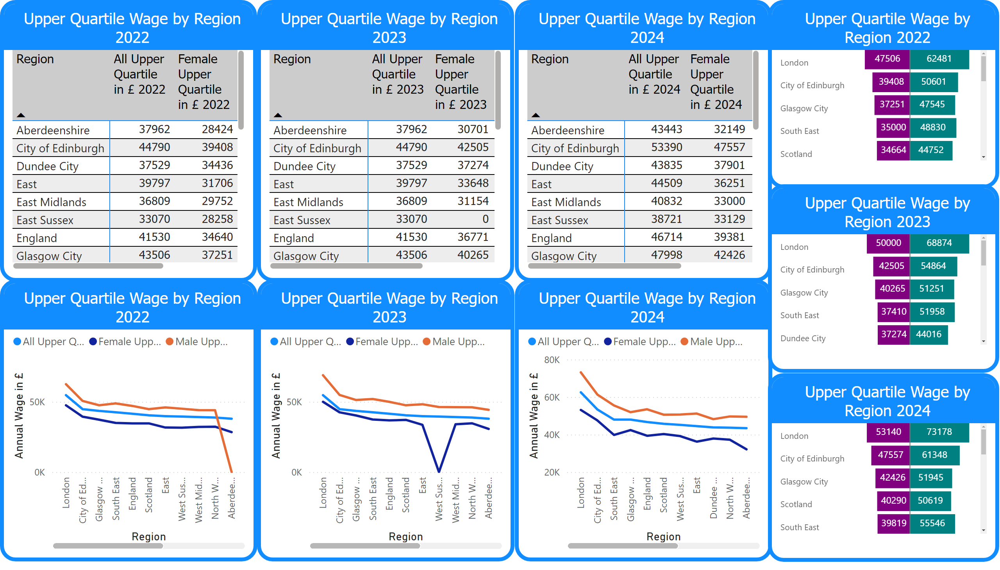 Upper Quartile Wage by Region
2022
Region
All Upper
Quartile
in £ 2022
Female
Upper
Quartile
in £ 2022
Aberdeenshire 37962 28424
City of Edinburgh 44790 39408
Dundee City 37529 34436
East 39797 31706
East Midlands 36809 29752
East Sussex 33070 28258
England 41530 34640
Glasgow City 43506 37251
Upper Quartile Wage by Region
2023
Region
All Upper
Quartile
in £ 2023
Female
Upper
Quartile
in £ 2023
Aberdeenshire 37962 30701
City of Edinburgh 44790 42505
Dundee City 37529 37274
East 39797 33648
East Midlands 36809 31154
East Sussex 33070 0
England 41530 36771
Glasgow City 43506 40265
Upper Quartile Wage by Region
2024
Region
All Upper
Quartile
in £ 2024
Female
Upper
Quartile
in £ 2024
Aberdeenshire 43443 32149
City of Edinburgh 53390 47557
Dundee City 43835 37901
East 44509 36251
East Midlands 40832 33000
East Sussex 38721 33129
England 46714 39381
Glasgow City 47998 42426
Upper Quartile Wage by
Region 2022
London 47506 62481
City of Edinburgh 39408 50601
Glasgow City 37251 47545
South East 35000 48830
Scotland 34664 44752
Upper Quartile Wage by
Region 2023
London 50000 68874
City of Edinburgh 42505 54864
Glasgow City 40265 51251
South East 37410 51958
Dundee City 37274 44016
Upper Quartile Wage by
Region 2024
London 53140 73178
City of Edinburgh 47557 61348
Glasgow City 42426 51945
Scotland 40290 50619
South East 39819 55546
Upper Quartile Wage by Region
2022
All Upper Q... Female Upp... Male Upp...
Annual Wage in £
50K
0K
London
City of Ed...
Glasgow ...
South East
England
Scotland
East
West Sus...
West Mid...
North W...
Aberdee...
Region
Upper Quartile Wage by Region
2023
All Upper Q... Female Upp... Male Upp...
Annual Wage in £
50K
0K
London
City of Ed...
Glasgow ...
South East
England
Scotland
East
West Sus...
West Mid...
North W...
Aberdee...
Region
Upper Quartile Wage by Region
2024
All Upper Q... Female Upp... Male Upp...
Annual Wage in £
80K
60K
40K
20K
London
City of Ed...
South East
Glasgow ...
England
Scotland
West Sus...
East
Dundee ...
North W...
Aberdee...
Region